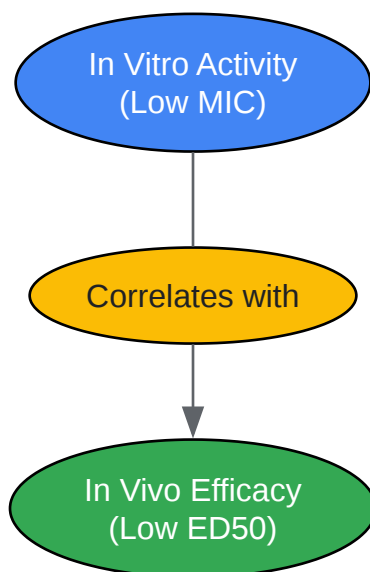 In Vitro Activity
(Low MIC)
Correlates with
In Vivo Efficacy
(Low ED50)